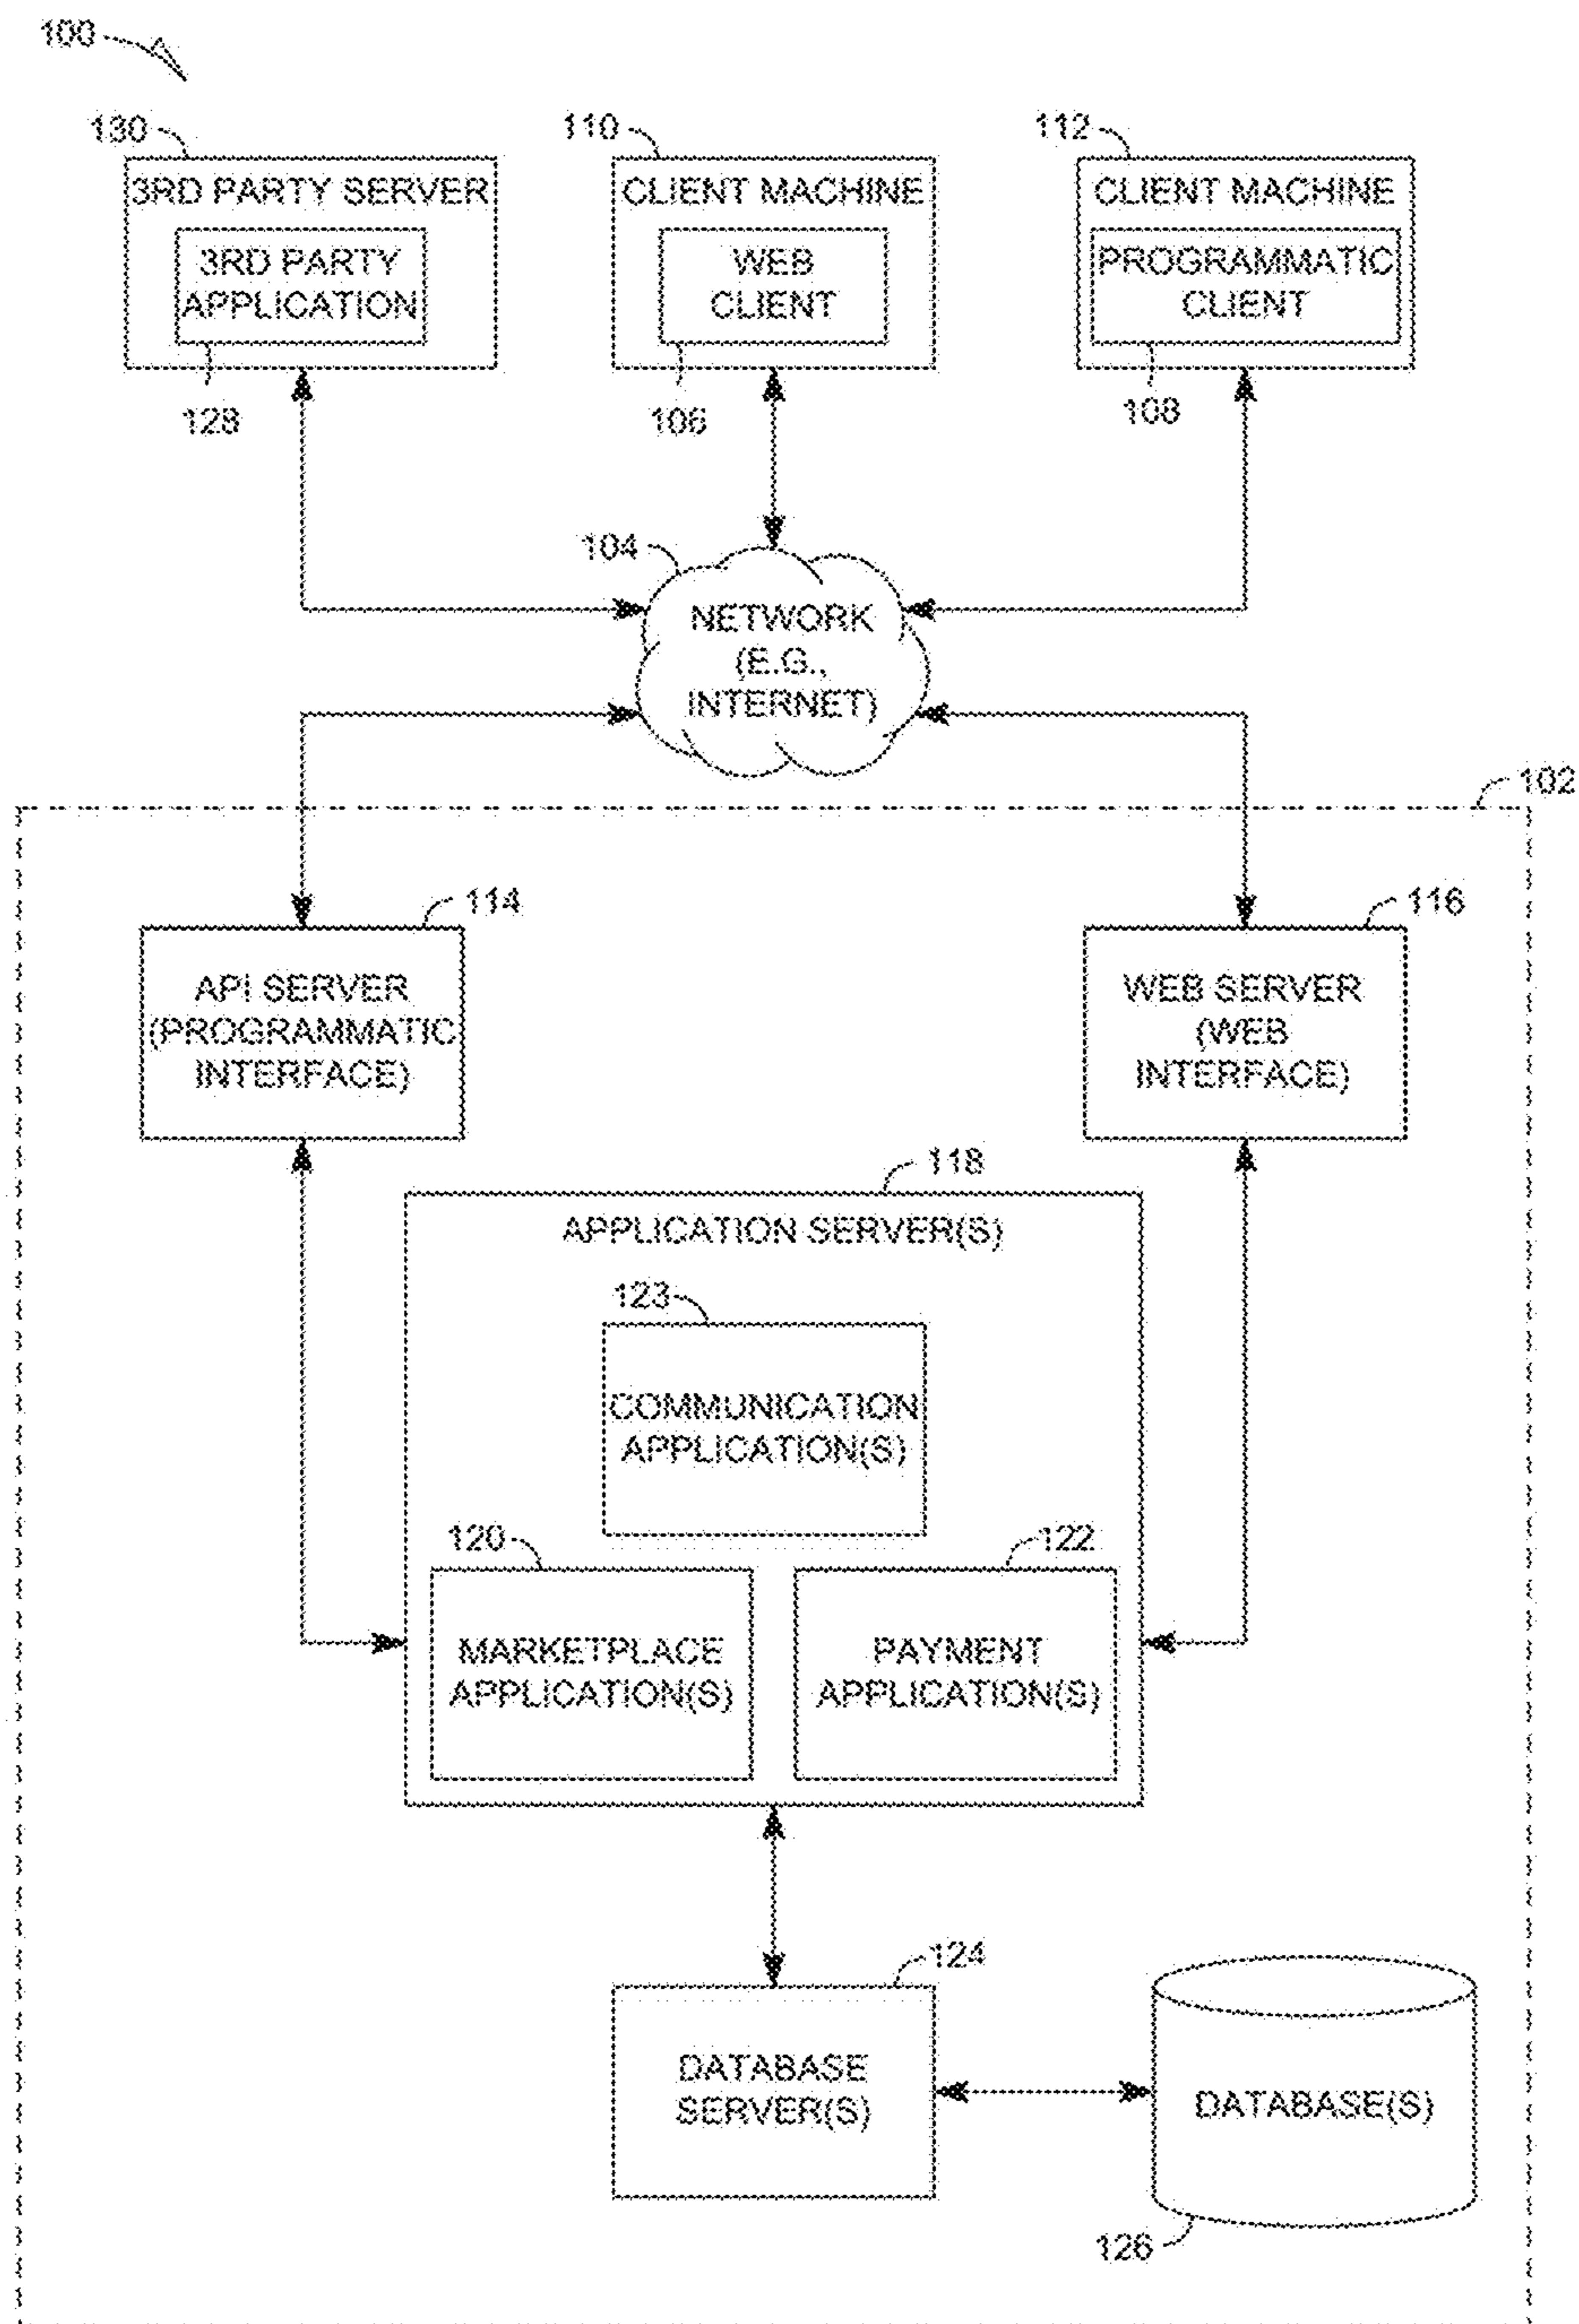 100
130
110
112
3RD PARTY SERVER
3RD PARTY
APPLICATION
128
CLIENT MACHINE
WEB
CLIENT
106
CLIENT MACHINE
PROGRAMMATIC
CLIENT
108
104
NETWORK
(E.G.,
INTERNET)
102
114
API SERVER
(PROGRAMMATIC
INTERFACE)
116
WEB SERVER
(WEB
INTERFACE)
118
APPLICATION SERVER(S)
123
COMMUNICATION
APPLICATION(S)
120
MARKETPLACE
APPLICATION(S)
122
PAYMENT
APPLICATION(S)
124
DATABASE
SERVER(S)
DATABASE(S)
126